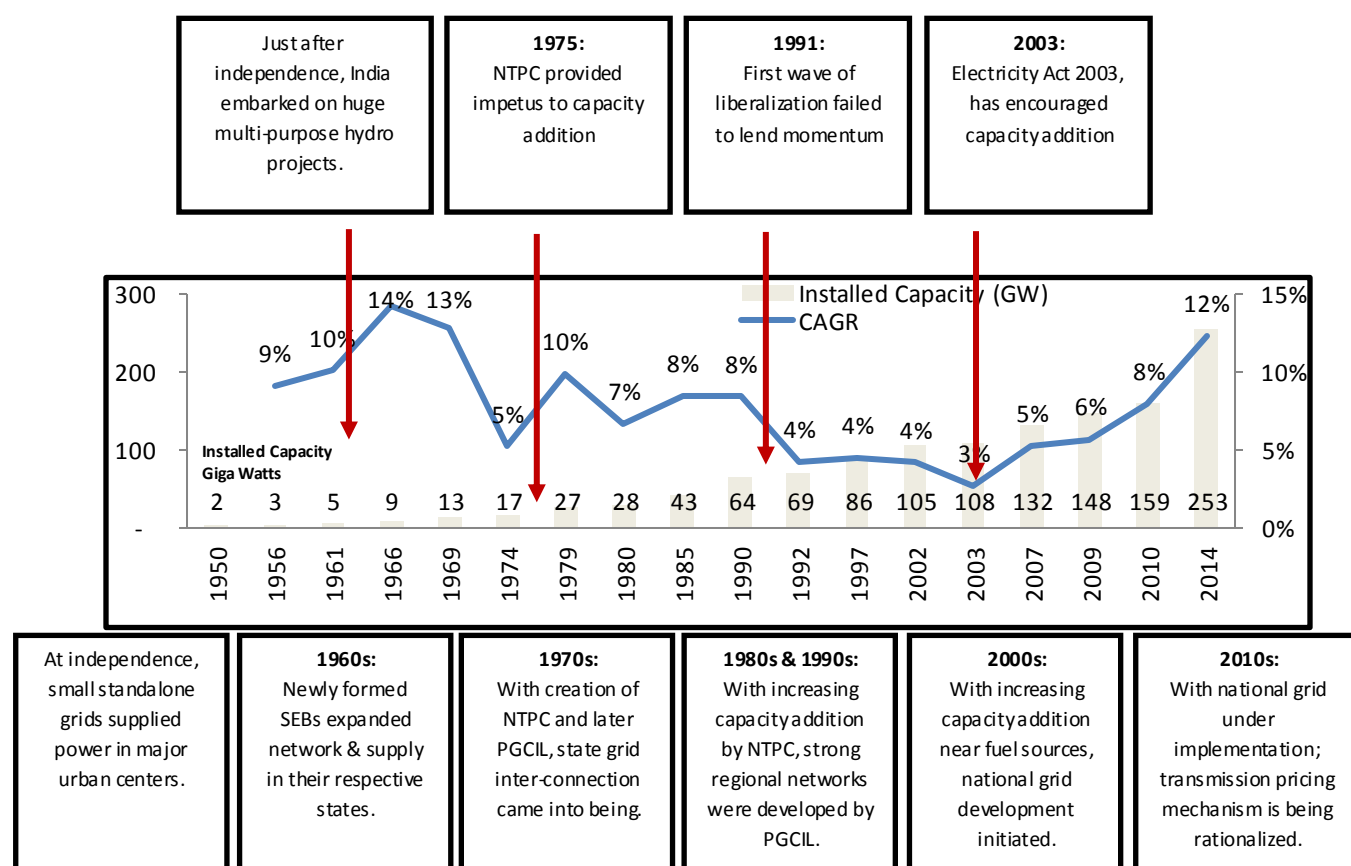 Just after
independence, India
embarked on huge
multi-purpose hydro
projects.
1975:
NTPC provided
impetus to capacity
addition
1991:
First wave of
liberalization failed
to lend momentum
2003:
Electricity Act 2003,
has encouraged
capacity addition
Installed Capacity (GW)
CAGR
300
200
100
-
15%
10%
5%
0%
9%
10%
14%
13%
5%
10%
7%
8%
8%
4%
4%
4%
3%
5%
6%
8%
12%
Installed Capacity
Giga Watts
2 3 5 9 13 17 27 28 43 64 69 86 105 108 132 148 159 253
1950 1956 1961 1966 1969 1974 1979 1980 1985 1990 1992 1997 2002 2003 2007 2009 2010 2014
At independence,
small standalone
grids supplied
power in major
urban centers.
1960s:
Newly formed
SEBs expanded
network & supply
in their respective
states.
1970s:
With creation of
NTPC and later
PGCIL, state grid
inter-connection
came into being.
1980s & 1990s:
With increasing
capacity addition
by NTPC, strong
regional networks
were developed by
PGCIL.
2000s:
With increasing
capacity addition
near fuel sources,
national grid
development
initiated.
2010s:
With national grid
under
implementation;
transmission pricing
mechanism is being
rationalized.